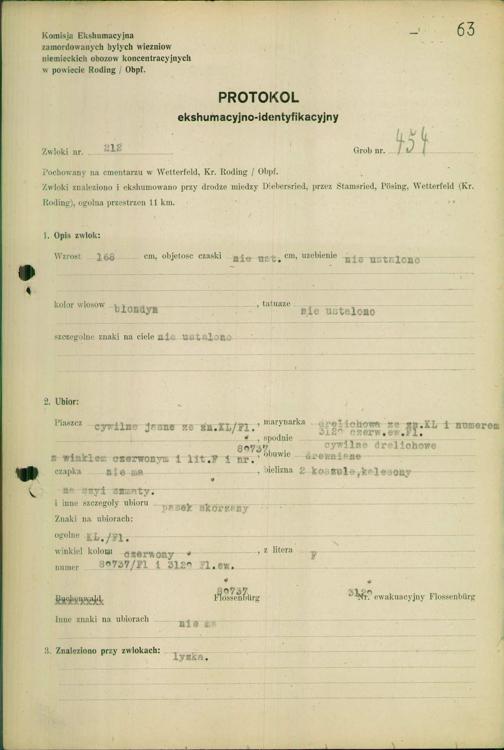 63
Komisja Ekshumacyjna
zamordowanych bylych wiezniow
niemieckich obozow koncentracyjnych
w powiecie Roding / Obpf.
PROTOKOL
ekshumacyjno-identyfikacyjny
Zwloki nr. 212 Grob nr. 454
Pochowany na cmentarzu w Wetterfeld, Kr. Roding / Obpf.
Zwloki znaleziono i ekshumowano przy drodze miedzy Diebersried, przez Stamsried, Pösing, Wetterfeld (Kr.
Roding), ogolna przestrzen 11 km.
1. Opis zwlok:
Wzrost 168 cm, objetosc czaski nie ust. cm, uzebienie nie ustalono
kolor wlosow blondyn, tatuaze nie ustalono
szczegolne znaki na ciele nie ustalono
2. Ubior:
Plaszcz cywilne jasne ze zn.KL/Fl., marynarka drelichowa ze zn.KL i numerem
3120 czerw.ew.Fl.
, spodnie cywilne drelichowe
z winklem czerwonym i lit.F i nr. 80737, obuwie drewniane
czapka nie ma, bielizna 2 koszule,kalesony
na szyi szmaty.
i inne szczegoly ubioru pasek skorzany
Znaki na ubiorach:
ogolne KL./Fl.
winkiel koloru czerwony, z litera F
numer 80737/Fl i 3120 Fl.ew.
80737 3120
Buchenwald Flossenbürg Nr. ewakuacyjny Flossenbürg
Inne znaki na ubiorach nie ma
3. Znaleziono przy zwlokach: lyzka.